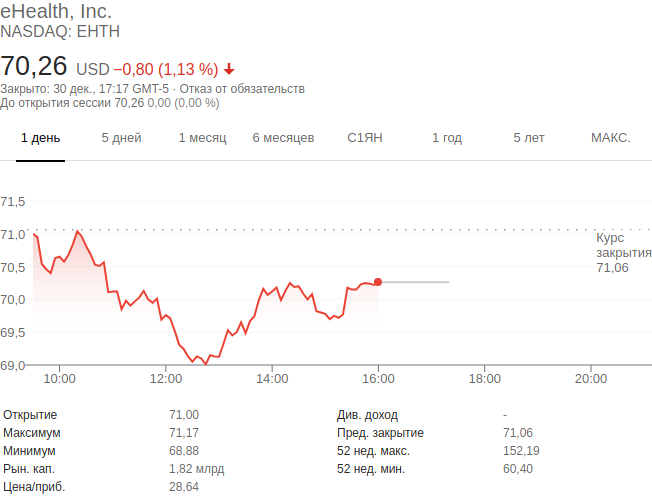 eHealth, Inc.
NASDAQ: EHTH
70,26 USD −0,80 (1,13 %)
Закрыто: 30 дек., 17:17 GMT-5 · Отказ от обязательств
До открытия сессии 70,26 0,00 (0,00 %)
1 день 5 дней 1 месяц 6 месяцев С1ЯН 1 год 5 лет МАКС.
71,5
71,0
Курс
закрытия
70,5
71,06
70,0
69,5
69,0
10:00 12:00 14:00 16:00 18:00 20:00
Открытие 71,00 Див. доход -
Максимум 71,17 Пред. закрытие 71,06
Минимум 68,88 52 нед. макс. 152,19
Рын. кап. 1,82 млрд 52 нед. мин. 60,40
Цена/приб. 28,64